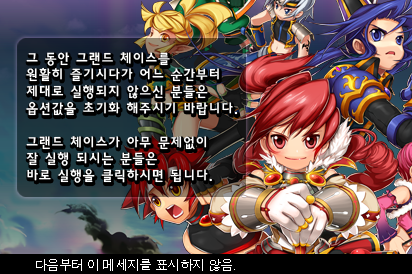 그 동안 그랜드 체이스를
원활히 즐기시다가 어느 순간부터
제대로 실행되지 않으신 분들은
옵션값을 초기화 해주시기 바랍니다.
그랜드 체이스가 아무 문제없이
잘 실행 되시는 분들은
바로 실행을 클릭하시면 됩니다.
다음부터 이 메세지를 표시하지 않음.